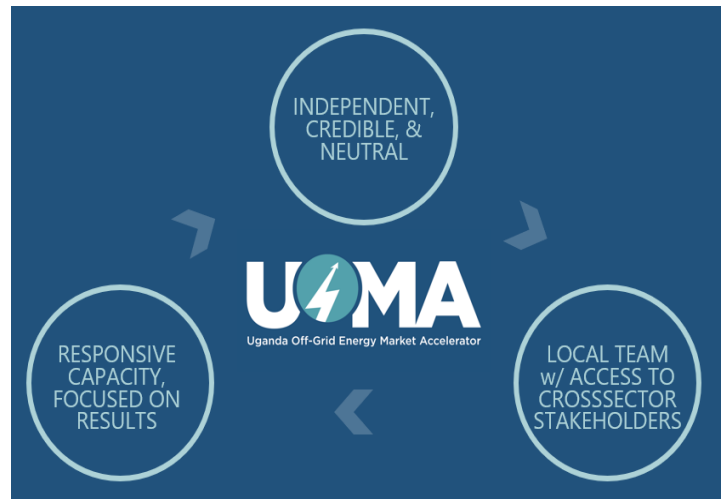 INDEPENDENT,
CREDIBLE, &
NEUTRAL
UOMA
Uganda Off-Grid Energy Market Accelerator
RESPONSIVE
CAPACITY,
FOCUSED ON
RESULTS
LOCAL TEAM
w/ ACCESS TO
CROSSSECTOR
STAKEHOLDERS